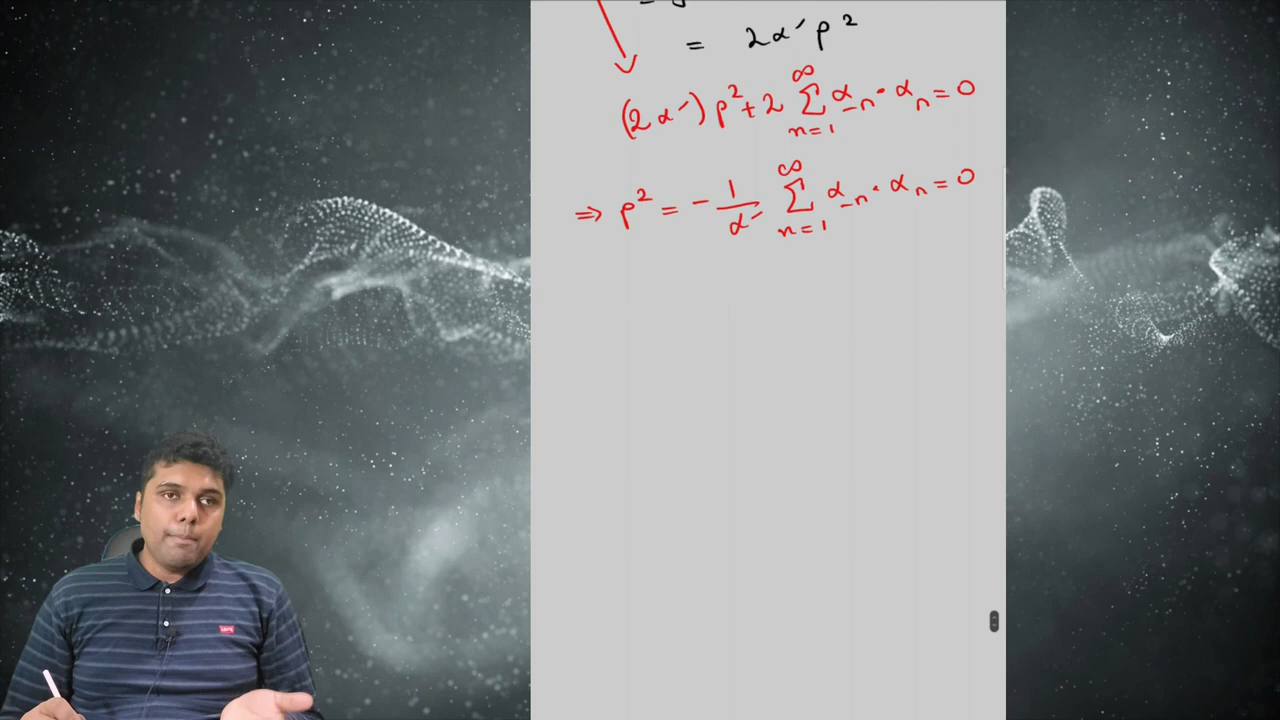 = 2α′ p²
(2α′) p² + 2 ∑_{n=1}^{∞} α_{-n} · α_n = 0
⇒ p² = - 1/α′ ∑_{n=1}^{∞} α_{-n} · α_n = 0